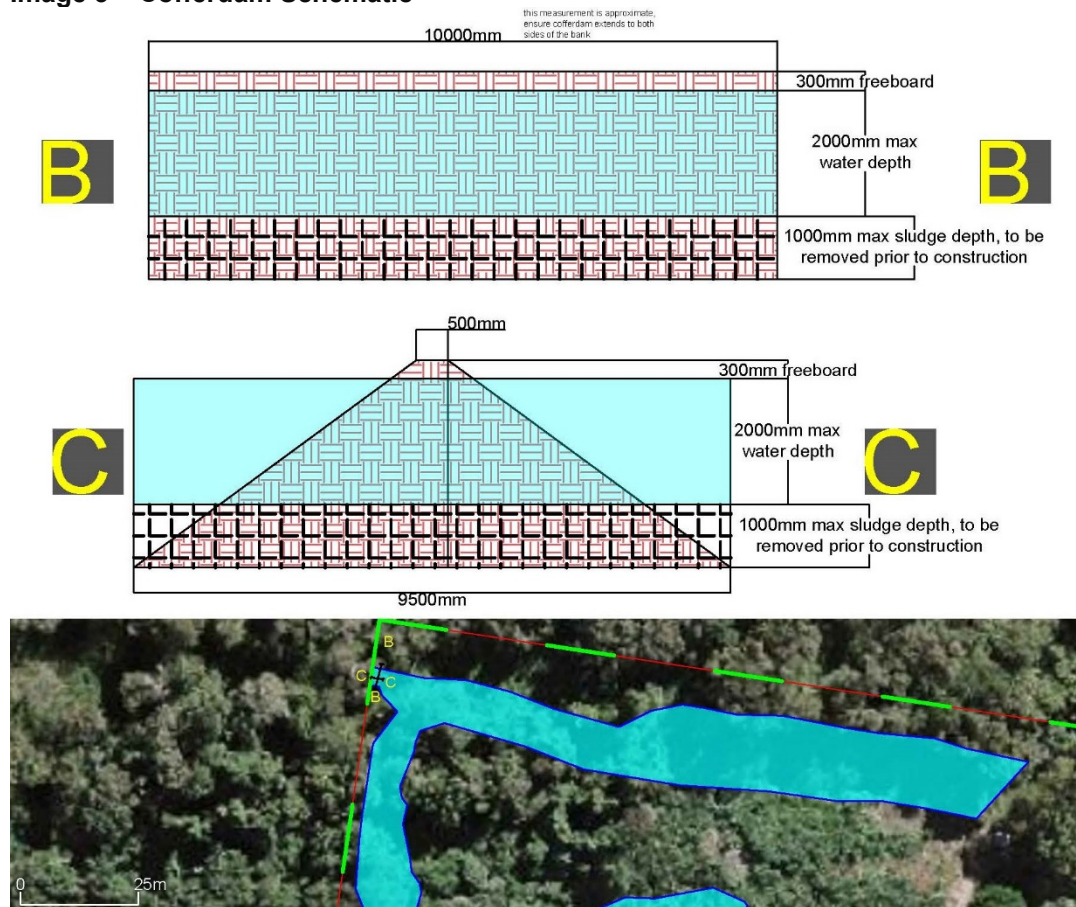 Image 3 – Cofferdam Schematic
this measurement is approximate,
ensure cofferdam extends to both
sides of the bank
10000mm
300mm freeboard
B
2000mm max
water depth
B
1000mm max sludge depth, to be
removed prior to construction
500mm
300mm freeboard
C
2000mm max
water depth
C
1000mm max sludge depth, to be
removed prior to construction
9500mm
B
C
C
B
0
25m